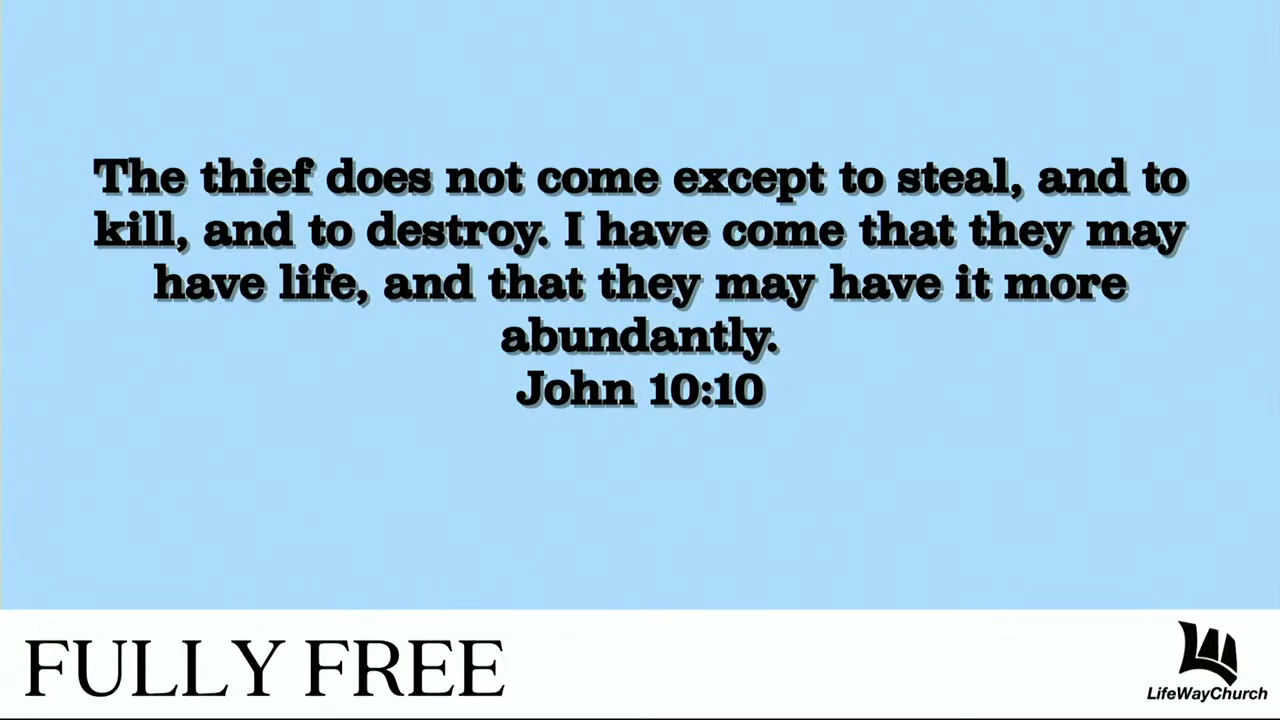 The thief does not come except to steal, and to
kill, and to destroy. I have come that they may
have life, and that they may have it more
abundantly.
John 10:10
FULLY FREE
LifeWayChurch